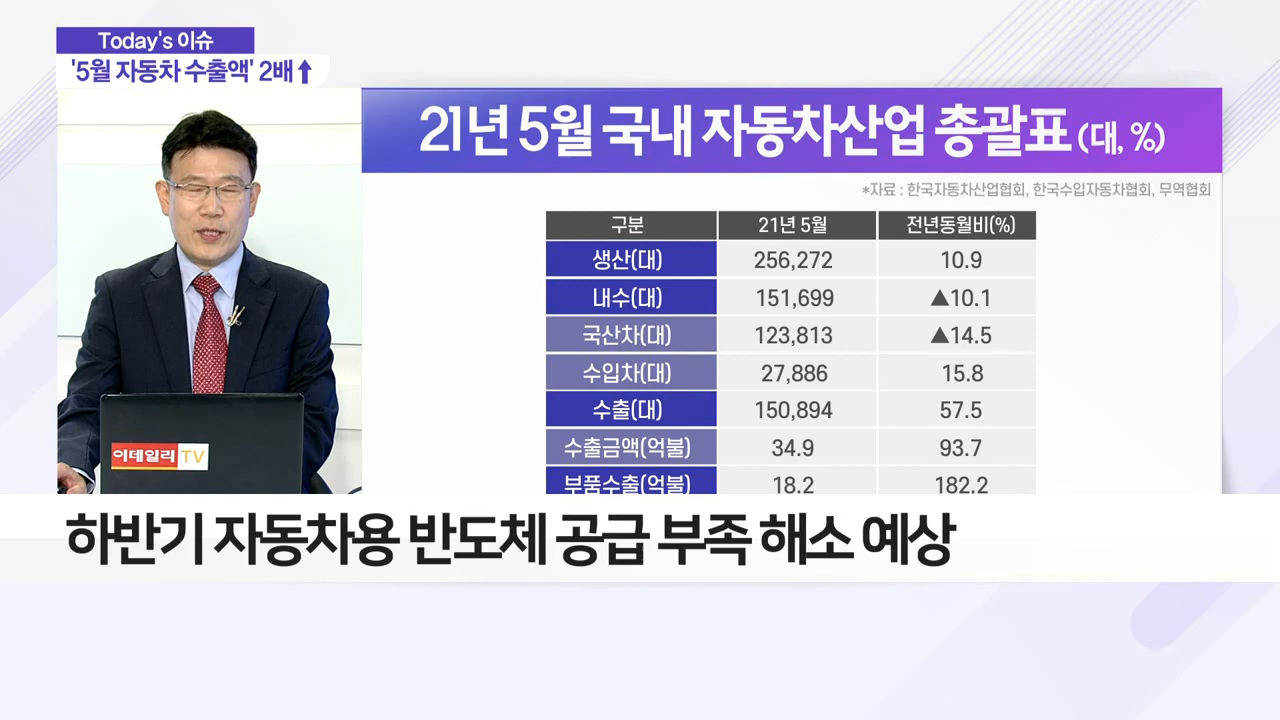 Today's 이슈
'5월 자동차 수출액' 2배↑
21년 5월 국내 자동차산업 총괄표 (대, %)
*자료 : 한국자동차산업협회, 한국수입자동차협회, 무역협회
구분 21년 5월 전년동월비(%)
생산(대) 256,272 10.9
내수(대) 151,699 ▲10.1
국산차(대) 123,813 ▲14.5
수입차(대) 27,886 15.8
수출(대) 150,894 57.5
수출금액(억불) 34.9 93.7
부품수출(억불) 18.2 182.2
이데일리 TV
하반기 자동차용 반도체 공급 부족 해소 예상